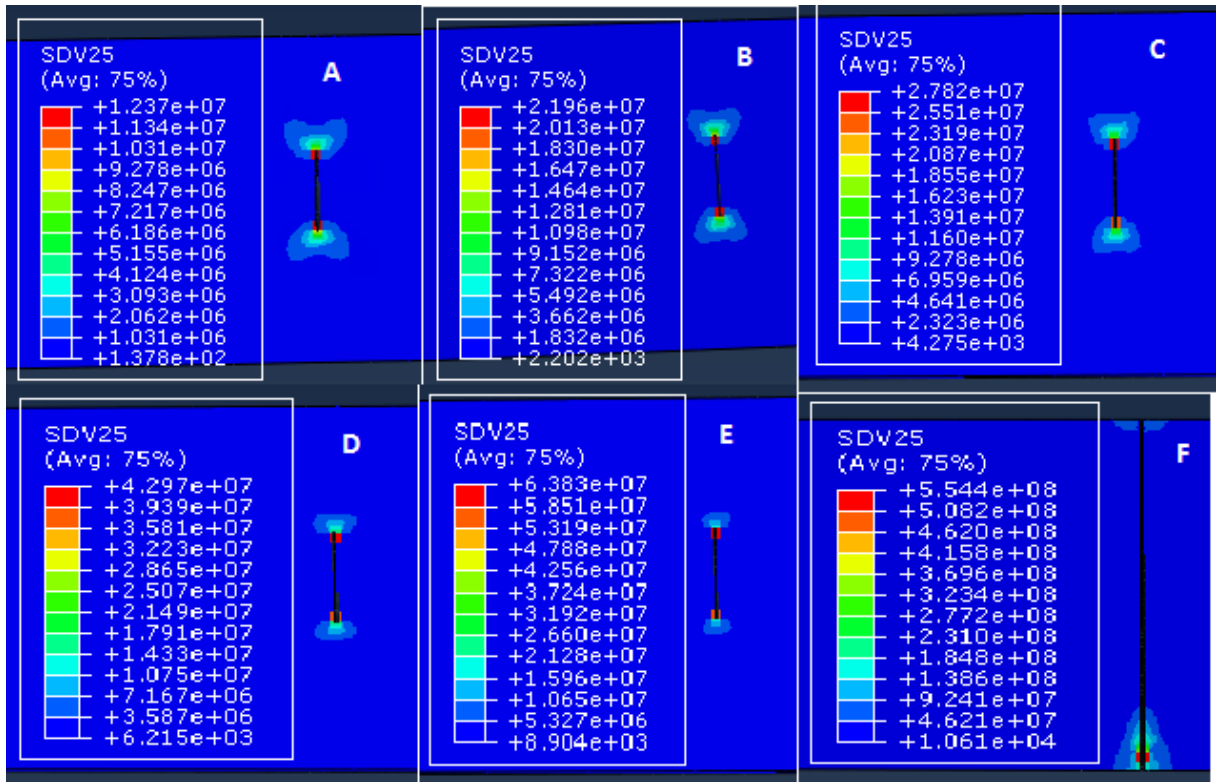 SDV25
(Avg: 75%)
+1.237e+07
+1.134e+07
+1.031e+07
+9.278e+06
+8.247e+06
+7.217e+06
+6.186e+06
+5.155e+06
+4.124e+06
+3.093e+06
+2.062e+06
+1.031e+06
+1.378e+02
A
SDV25
(Avg: 75%)
+2.196e+07
+2.013e+07
+1.830e+07
+1.647e+07
+1.464e+07
+1.281e+07
+1.098e+07
+9.152e+06
+7.322e+06
+5.492e+06
+3.662e+06
+1.832e+06
+2.202e+03
B
SDV25
(Avg: 75%)
+2.782e+07
+2.551e+07
+2.319e+07
+2.087e+07
+1.855e+07
+1.623e+07
+1.391e+07
+1.160e+07
+9.278e+06
+6.959e+06
+4.641e+06
+2.323e+06
+4.275e+03
C
SDV25
(Avg: 75%)
+4.297e+07
+3.939e+07
+3.581e+07
+3.223e+07
+2.865e+07
+2.507e+07
+2.149e+07
+1.791e+07
+1.433e+07
+1.075e+07
+7.167e+06
+3.587e+06
+6.215e+03
D
SDV25
(Avg: 75%)
+6.383e+07
+5.851e+07
+5.319e+07
+4.788e+07
+4.256e+07
+3.724e+07
+3.192e+07
+2.660e+07
+2.128e+07
+1.596e+07
+1.065e+07
+5.327e+06
+8.904e+03
E
SDV25
(Avg: 75%)
+5.544e+08
+5.082e+08
+4.620e+08
+4.158e+08
+3.696e+08
+3.234e+08
+2.772e+08
+2.310e+08
+1.848e+08
+1.386e+08
+9.241e+07
+4.621e+07
+1.061e+04
F